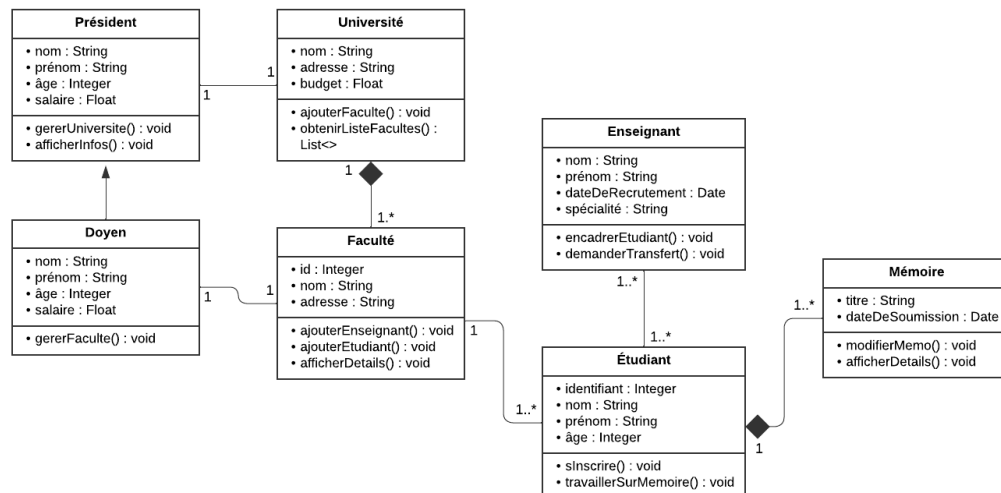 Président
• nom : String
• prénom : String
• âge : Integer
• salaire : Float
• gererUniversite() : void
• afficherInfos() : void
1
1
Université
• nom : String
• adresse : String
• budget : Float
• ajouterFaculte() : void
• obtenirListeFacultes() :
List<>
1
1.*
Doyen
• nom : String
• prénom : String
• âge : Integer
• salaire : Float
• gererFaculte() : void
1
1
Faculté
• id : Integer
• nom : String
• adresse : String
• ajouterEnseignant() : void
• ajouterEtudiant() : void
• afficherDetails() : void
1
1..*
Enseignant
• nom : String
• prénom : String
• dateDeRecrutement : Date
• spécialité : String
• encadrerEtudiant() : void
• demanderTransfert() : void
1..*
1..*
Étudiant
• identifiant : Integer
• nom : String
• prénom : String
• âge : Integer
• sInscrire() : void
• travaillerSurMemoire() : void
1
1..*
Mémoire
• titre : String
• dateDeSoumission : Date
• modifierMemo() : void
• afficherDetails() : void